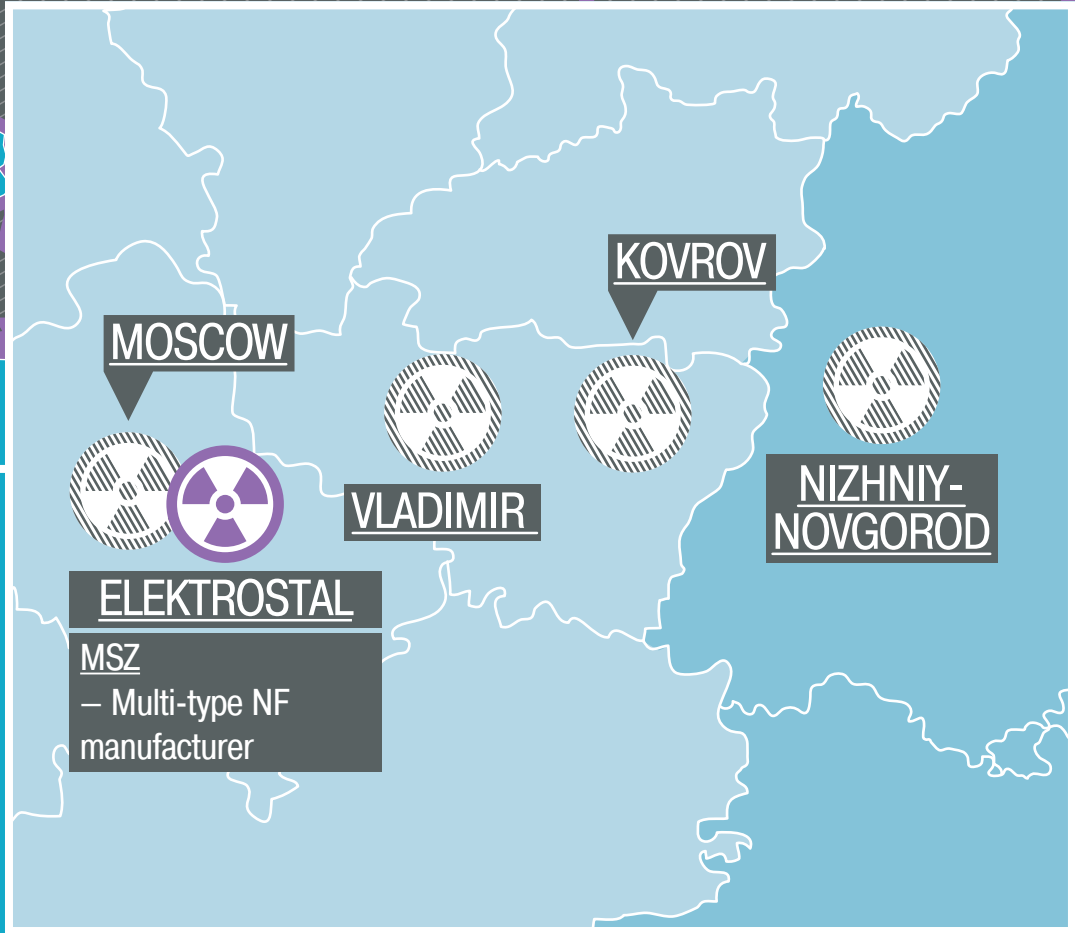 KOVROV
MOSCOW
VLADIMIR
NIZHNIY-
NOVGOROD
ELEKTROSTAL
MSZ
– Multi-type NF
manufacturer